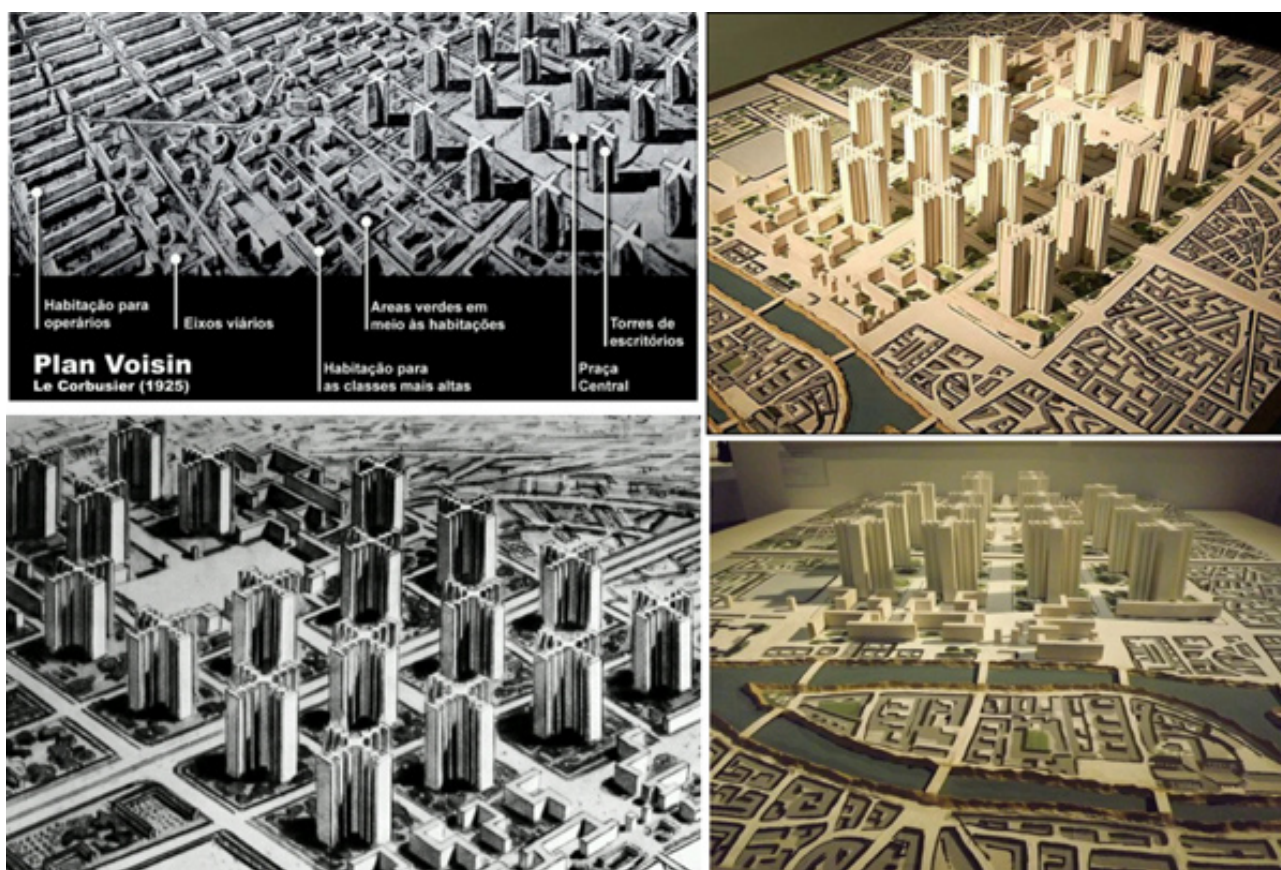 Habitação para
operários
Eixos viários
Areas verdes em
meio às habitações
Torres de
escritórios
Plan Voisin
Le Corbusier (1925)
Habitação para
as classes mais altas
Praça
Central